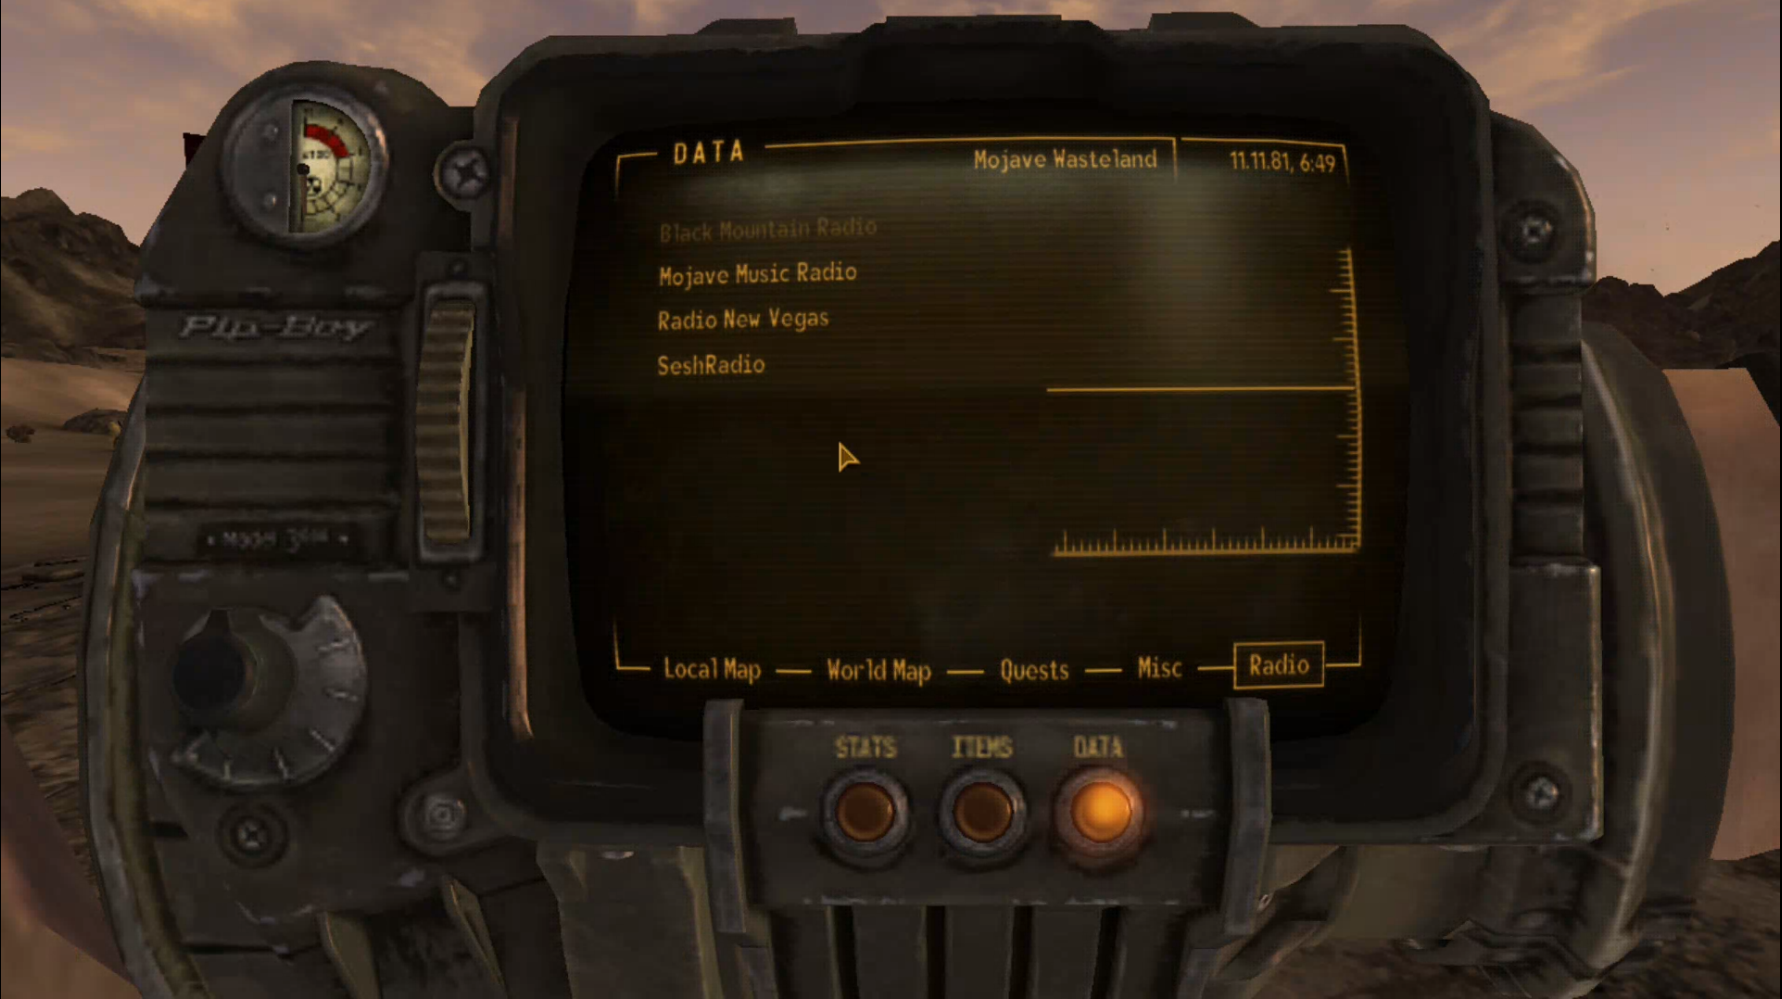 DATA
Mojave Wasteland
11.11.81, 6:49
Black Mountain Radio
Mojave Music Radio
Radio New Vegas
SeshRadio
Pip-Boy
Local Map
World Map
Quests
Misc
Radio
STATS
ITEMS
DATA